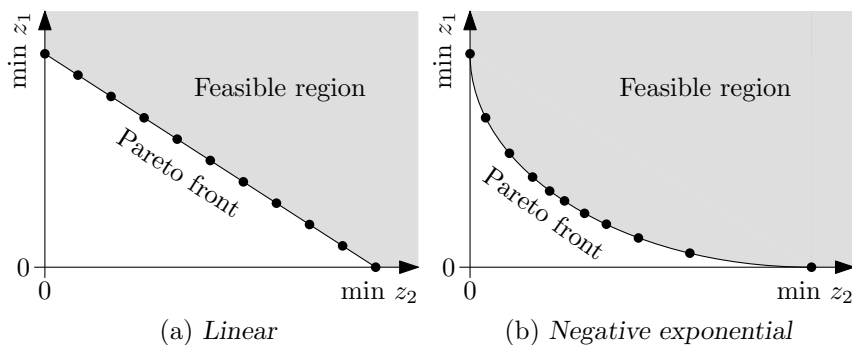 min z1
Feasible region
Pareto front
0
0
min z2
(a) Linear
min z1
Feasible region
Pareto front
0
0
min z2
(b) Negative exponential